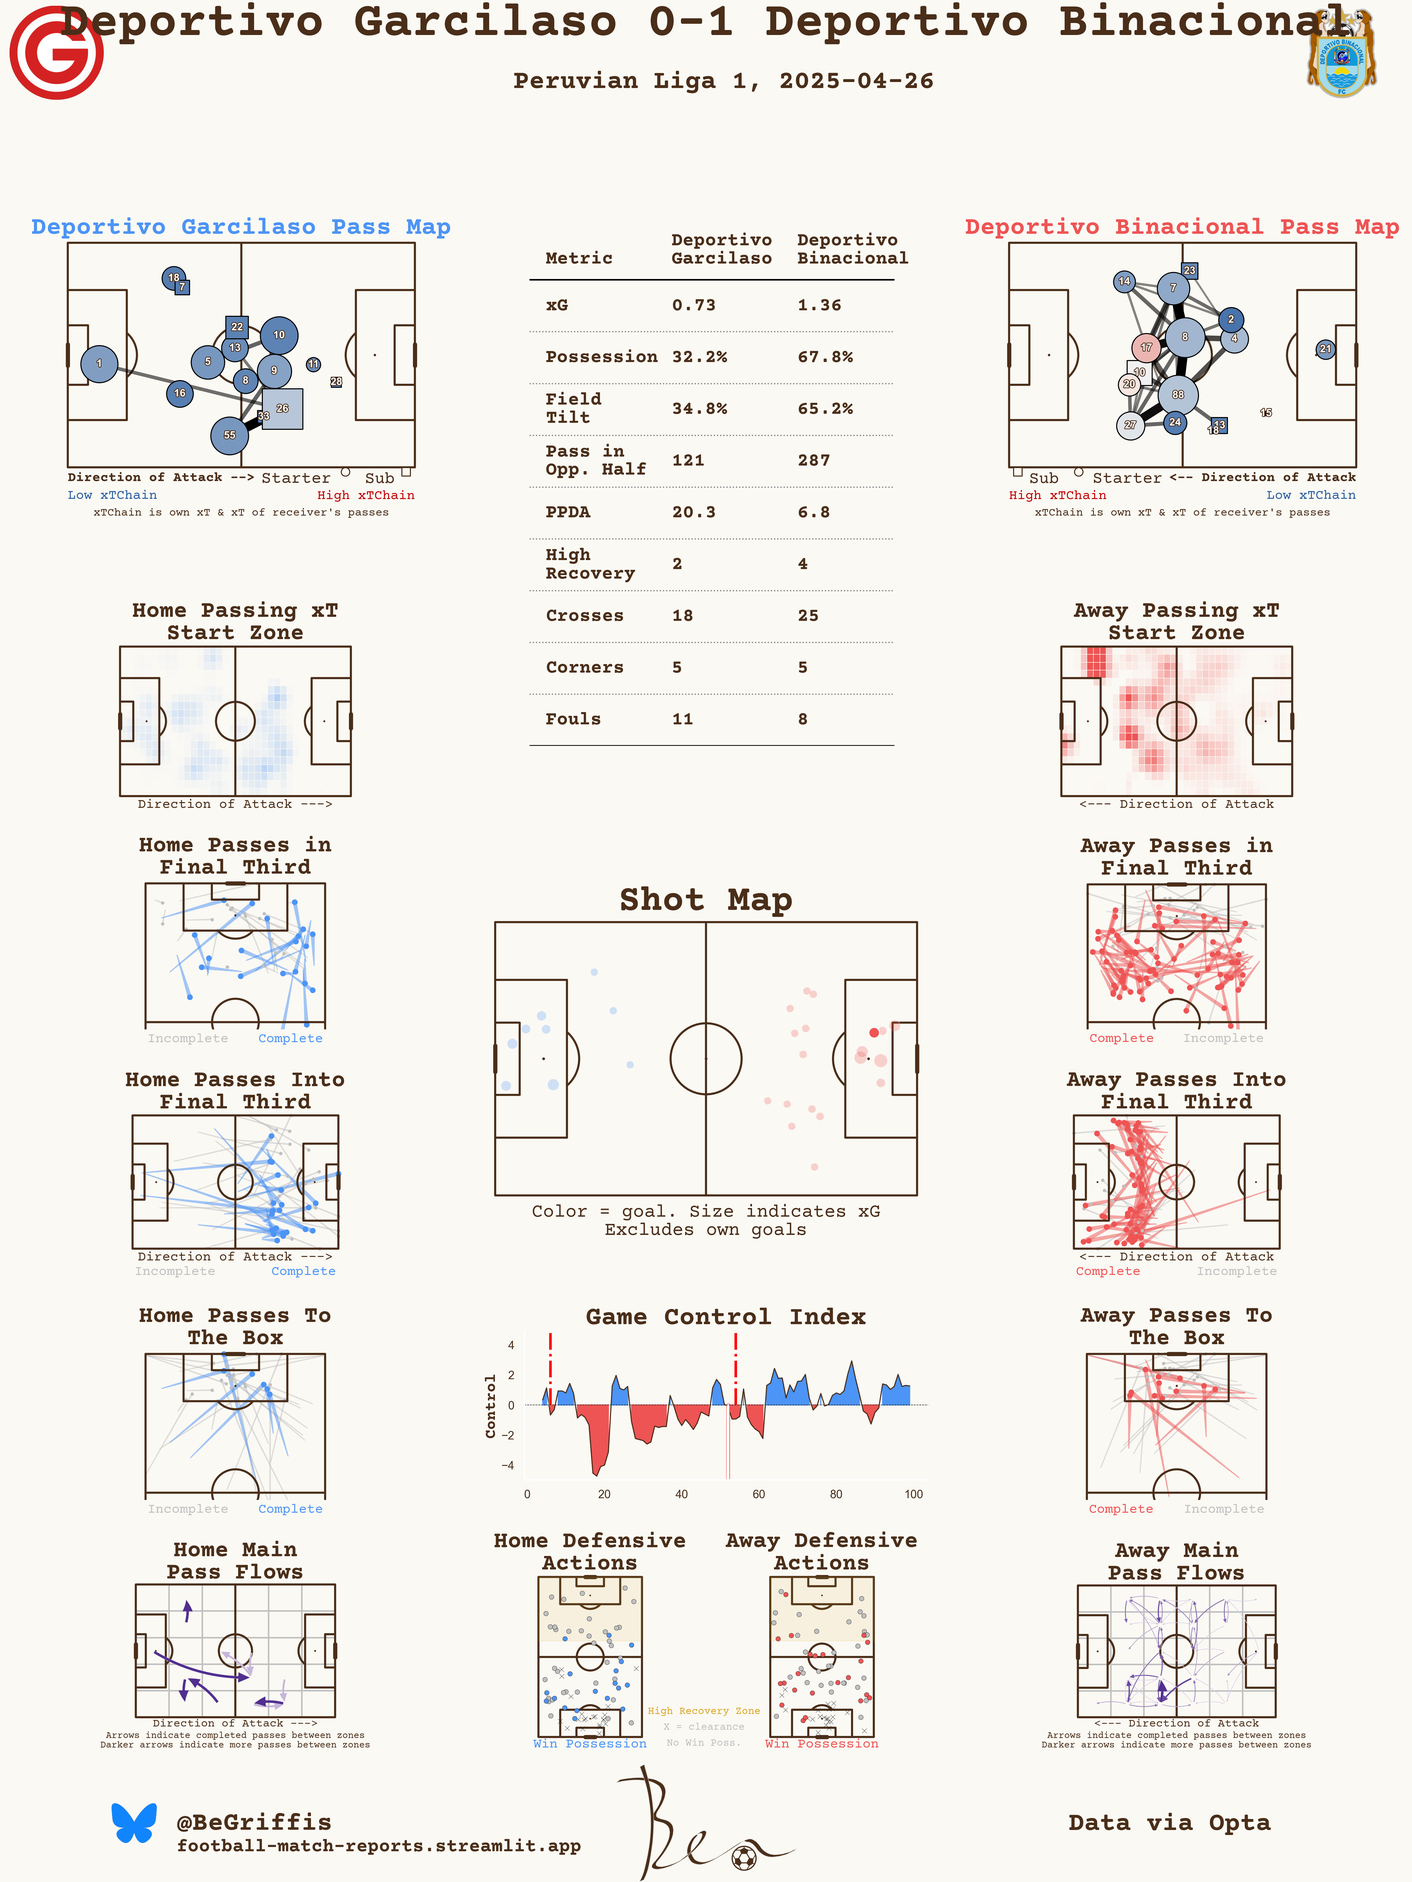 Deportivo Garcilaso 0-1 Deportivo Binacional
Peruvian Liga 1, 2025-04-26
G
DEPORTIVO BINACIONAL
FC
Deportivo Garcilaso Pass Map
18
7
22
10
13
1
5
9
11
8
28
16
26
33
55
Direction of Attack --> Starter Sub
Low xTChain High xTChain
xTChain is own xT & xT of receiver's passes
Metric Deportivo Garcilaso Deportivo Binacional
xG 0.73 1.36
Possession 32.2% 67.8%
Field Tilt 34.8% 65.2%
Pass in Opp. Half 121 287
PPDA 20.3 6.8
High Recovery 2 4
Crosses 18 25
Corners 5 5
Fouls 11 8
Deportivo Binacional Pass Map
23
14
7
2
8
4
17
21
10
20
88
15
27
24
13
18
Sub Starter <-- Direction of Attack
High xTChain Low xTChain
xTChain is own xT & xT of receiver's passes
Home Passing xT
Start Zone
Direction of Attack --->
Away Passing xT
Start Zone
<--- Direction of Attack
Home Passes in
Final Third
Incomplete Complete
Away Passes in
Final Third
Complete Incomplete
Shot Map
Color = goal. Size indicates xG
Excludes own goals
Home Passes Into
Final Third
Direction of Attack --->
Incomplete Complete
Away Passes Into
Final Third
<--- Direction of Attack
Complete Incomplete
Home Passes To
The Box
Incomplete Complete
Game Control Index
Control
4
2
0
−2
−4
0 20 40 60 80 100
Away Passes To
The Box
Complete Incomplete
Home Main
Pass Flows
Direction of Attack --->
Arrows indicate completed passes between zones
Darker arrows indicate more passes between zones
Home Defensive
Actions
Win Possession
High Recovery Zone
X = clearance
No Win Poss.
Away Defensive
Actions
Win Possession
Away Main
Pass Flows
<--- Direction of Attack
Arrows indicate completed passes between zones
Darker arrows indicate more passes between zones
@BeGriffis
football-match-reports.streamlit.app
Ben
Data via Opta